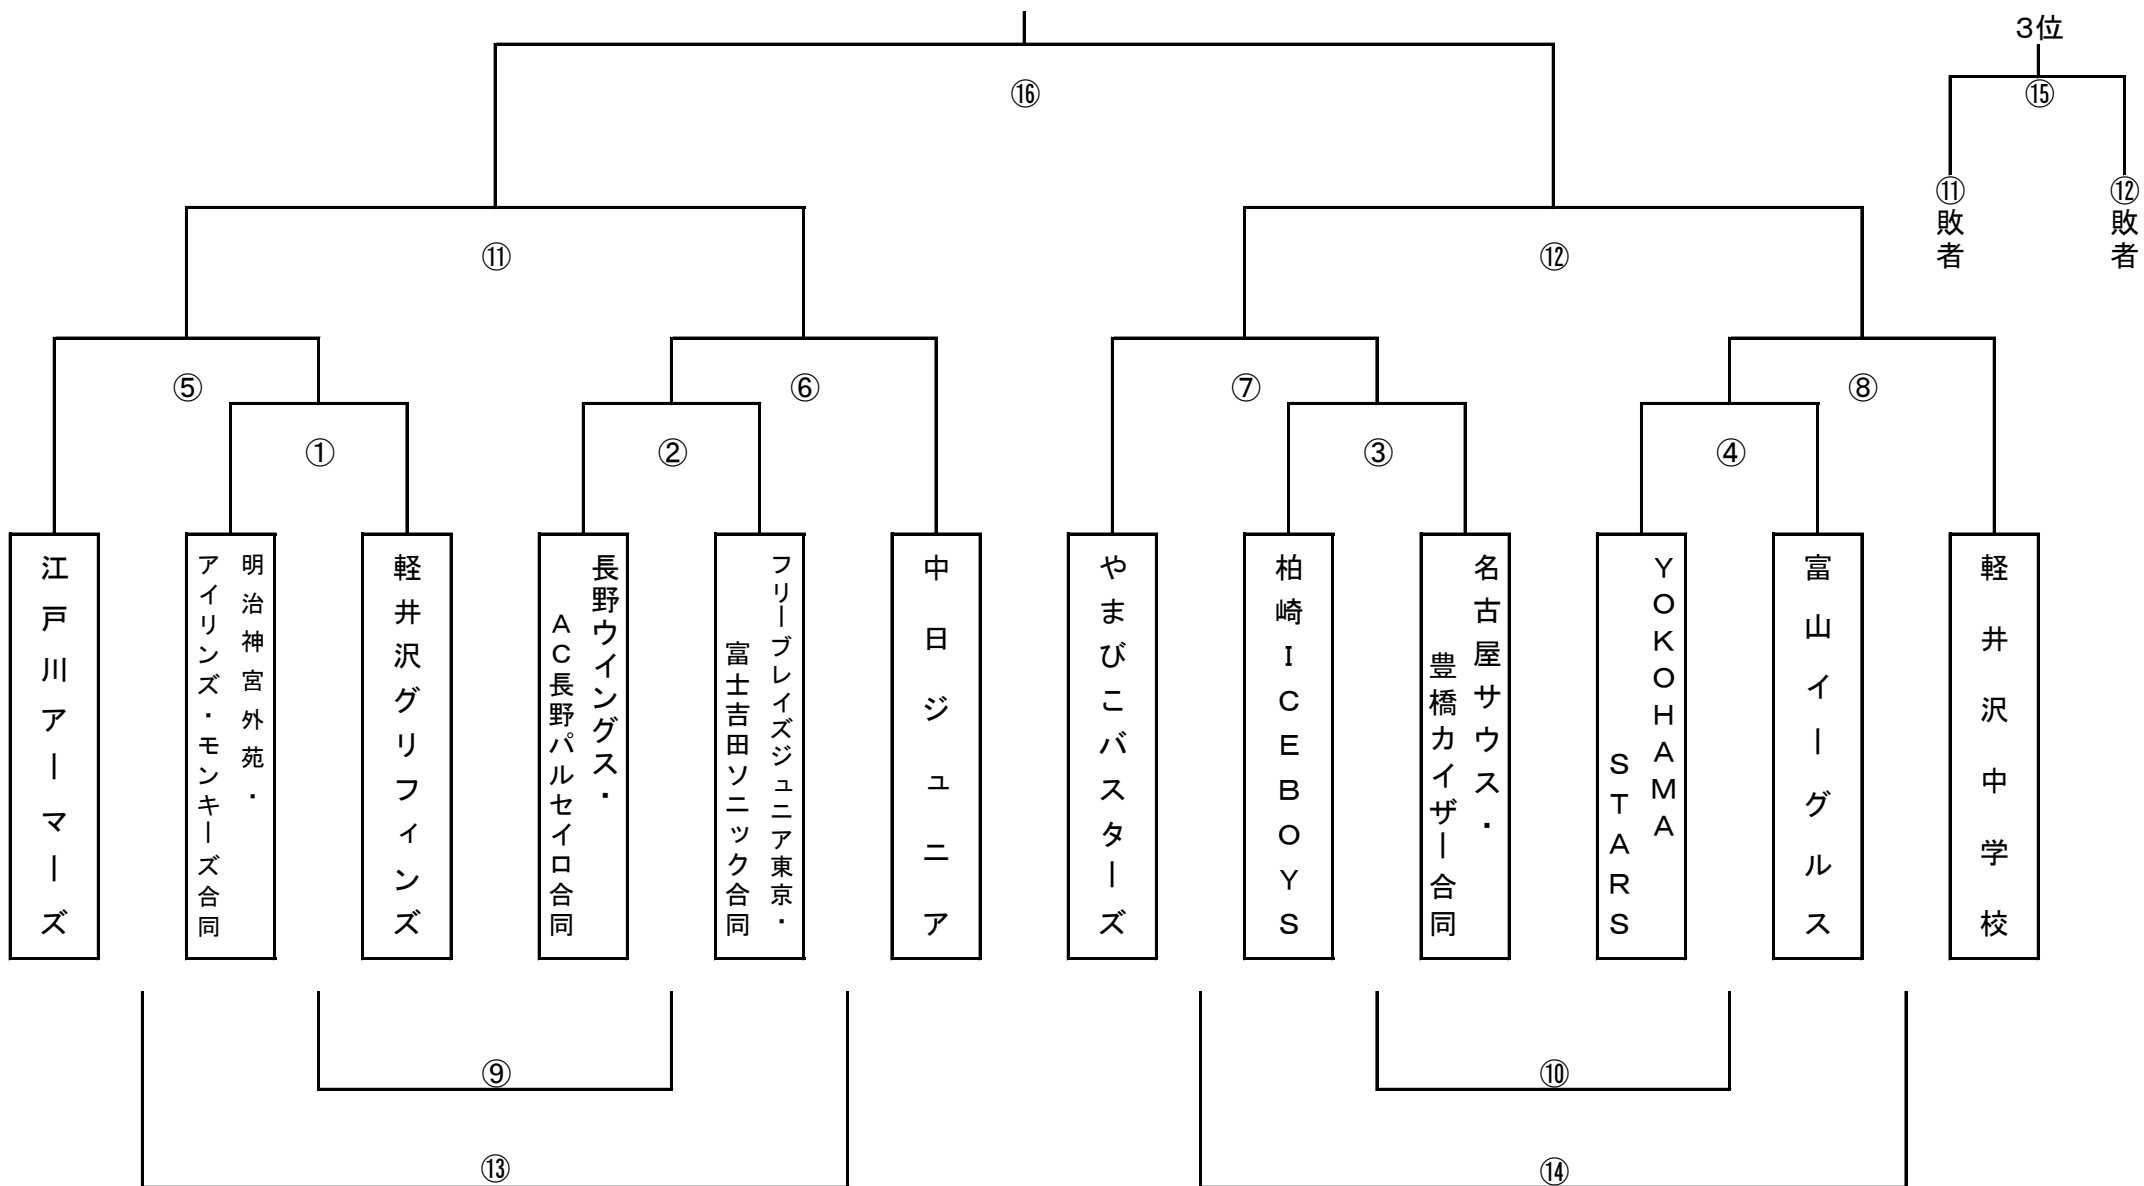 3位
⑯
⑮
⑪敗者
⑫敗者
⑪
⑫
⑤
⑥
⑦
⑧
①
②
③
④
江戸川アーマーズ
明治神宮外苑・
アイリンズ・モンキーズ合同
軽井沢グリフィンズ
長野ウイングス・
AC長野パルセイロ合同
フリーブレイズジュニア東京・
富士吉田ソニック合同
中日ジュニア
やまびこバスターズ
柏崎ICEBOYS
名古屋サウス・
豊橋カイザー合同
YOKOHAMA
STARS
富山イーグルス
軽井沢中学校
⑨
⑩
⑬
⑭